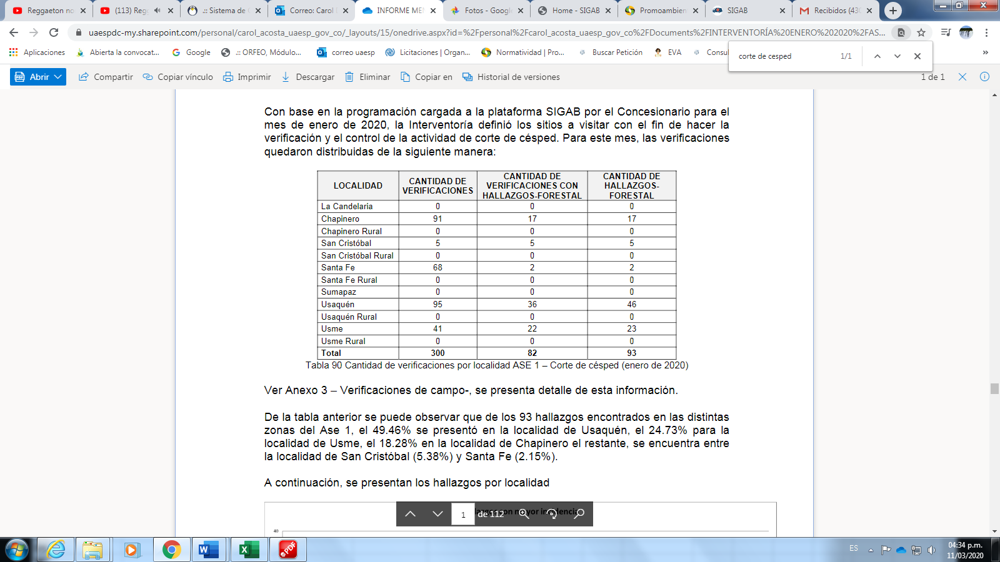 Reggaeton no
(113) Regg
.:: Sistema de G
Correo: Carol
INFORME MEN
Fotos - Google
Home - SIGAB
Promoambien
SIGAB
Recibidos (430
uaespdc-my.sharepoint.com/personal/carol_acosta_uaesp_gov_co/_layouts/15/onedrive.aspx?id=%2Fpersonal%2Fcarol_acosta_uaesp_gov_co%2FDocuments%2FINTERVENTORÍA%20ENERO%202020%2FAS...
Aplicaciones
Abierta la convocat...
Google
.:: ORFEO, Módulo...
correo uaesp
Licitaciones | Organ...
Normatividad | Pro...
Buscar Petición
EVA
Consu
»
corte de cesped 1/1
Abrir
Compartir
Copiar vínculo
Imprimir
Descargar
Eliminar
Copiar en
Historial de versiones
1 de 1
Con base en la programación cargada a la plataforma SIGAB por el Concesionario para el
mes de enero de 2020, la Interventoría definió los sitios a visitar con el fin de hacer la
verificación y el control de la actividad de corte de césped. Para este mes, las verificaciones
quedaron distribuidas de la siguiente manera:
LOCALIDAD
CANTIDAD DE
VERIFICACIONES
CANTIDAD DE
VERIFICACIONES CON
HALLAZGOS-FORESTAL
CANTIDAD DE
HALLAZGOS-
FORESTAL
La Candelaria 0 0 0
Chapinero 91 17 17
Chapinero Rural 0 0 0
San Cristóbal 5 5 5
San Cristóbal Rural 0 0 0
Santa Fe 68 2 2
Santa Fe Rural 0 0 0
Sumapaz 0 0 0
Usaquén 95 36 46
Usaquén Rural 0 0 0
Usme 41 22 23
Usme Rural 0 0 0
Total 300 82 93
Tabla 90 Cantidad de verificaciones por localidad ASE 1 – Corte de césped (enero de 2020)
Ver Anexo 3 – Verificaciones de campo-, se presenta detalle de esta información.
De la tabla anterior se puede observar que de los 93 hallazgos encontrados en las distintas
zonas del Ase 1, el 49.46% se presentó en la localidad de Usaquén, el 24.73% para la
localidad de Usme, el 18.28% en la localidad de Chapinero el restante, se encuentra entre
la localidad de San Cristóbal (5.38%) y Santa Fe (2.15%).
A continuación, se presentan los hallazgos por localidad
1 de 112
40
ES
04:34 p.m.
11/03/2020